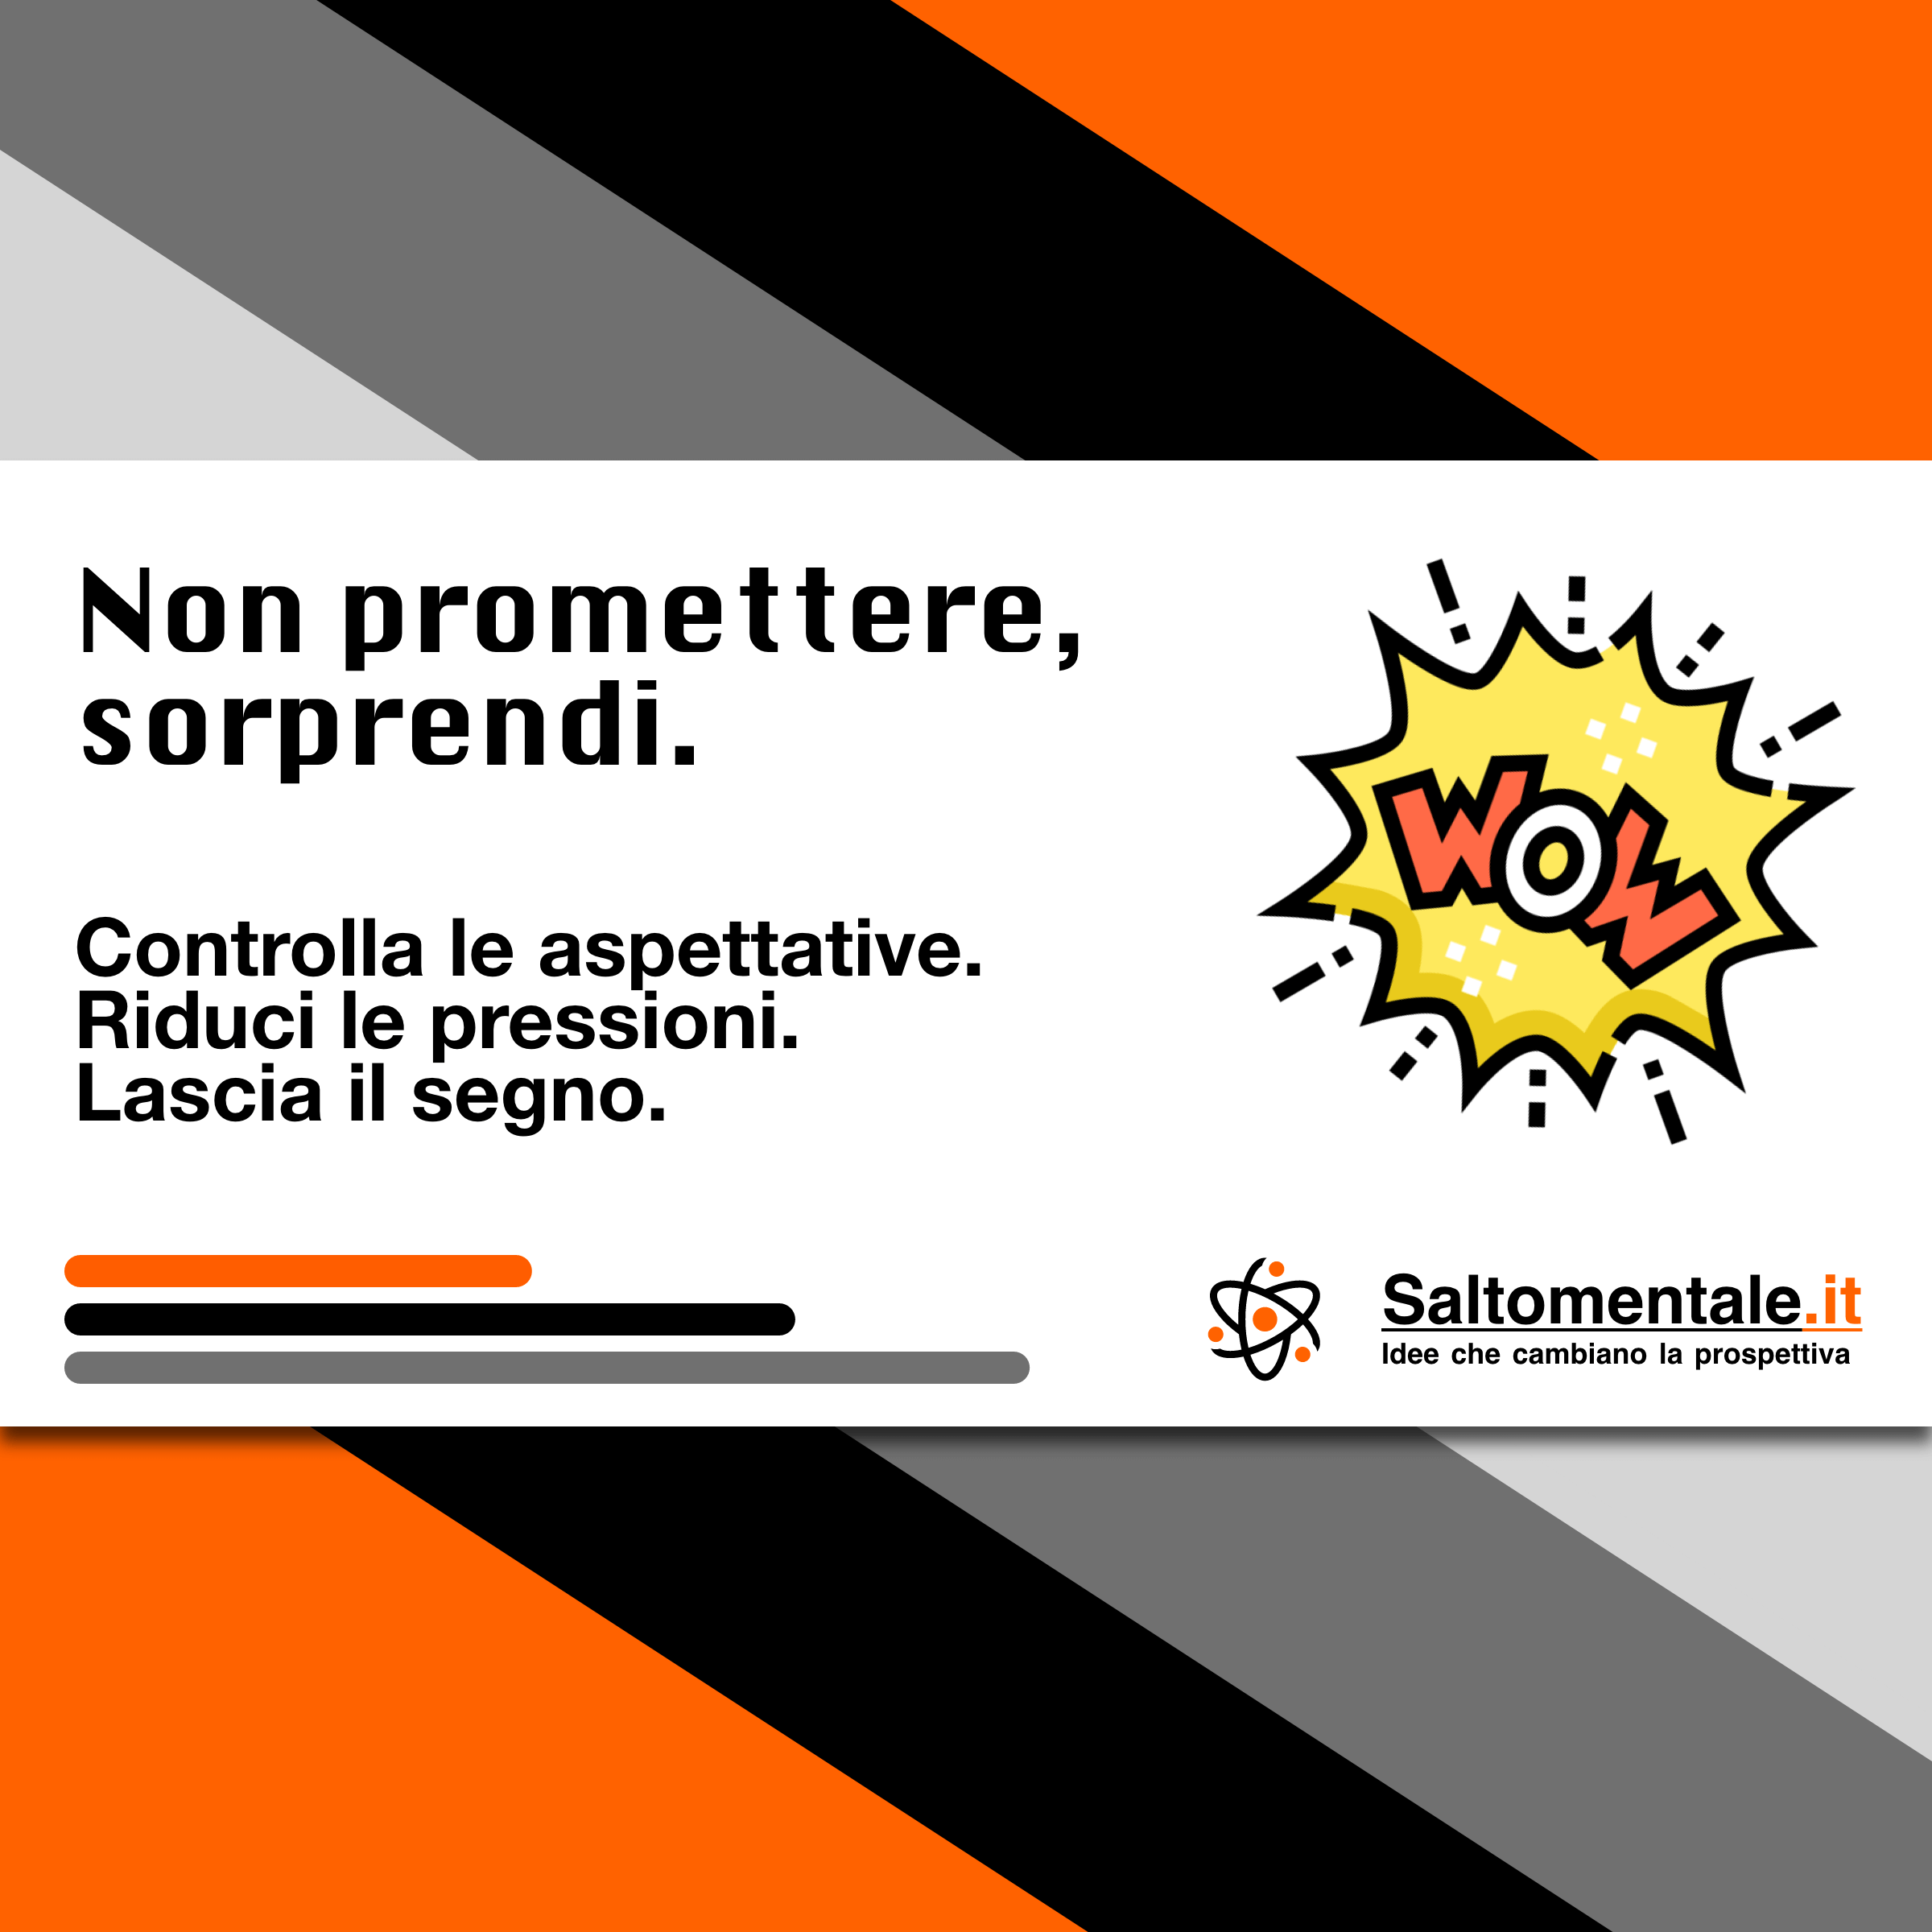 Non promettere,
sorprendi.
WOW
Controlla le aspettative.
Riduci le pressioni.
Lascia il segno.
Saltomentale.it
Idee che cambiano la prospettiva